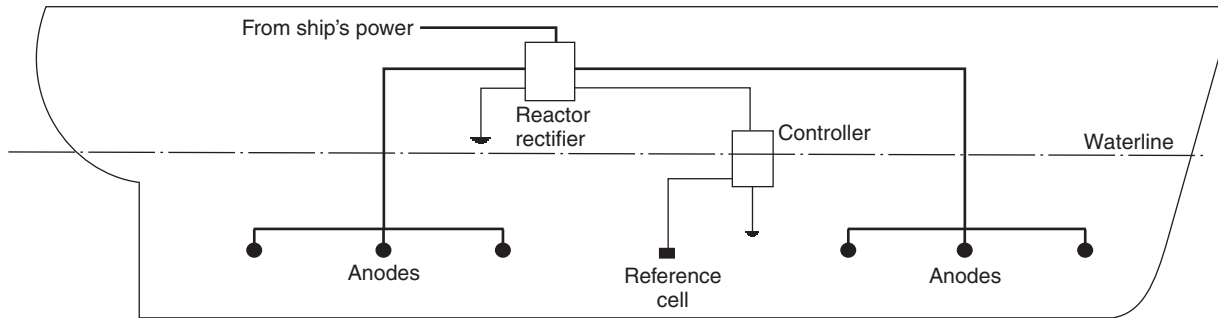 From ship's power
Reactor
rectifier
Controller
Waterline
Anodes
Reference
cell
Anodes